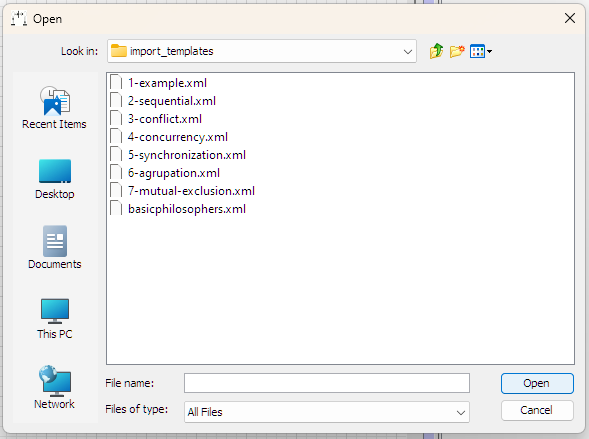 Open
Look in: import_templates
Recent Items
Desktop
Documents
This PC
Network
1-example.xml
2-sequential.xml
3-conflict.xml
4-concurrency.xml
5-synchronization.xml
6-agrupation.xml
7-mutual-exclusion.xml
basicphilosophers.xml
File name:
Open
Files of type: All Files
Cancel